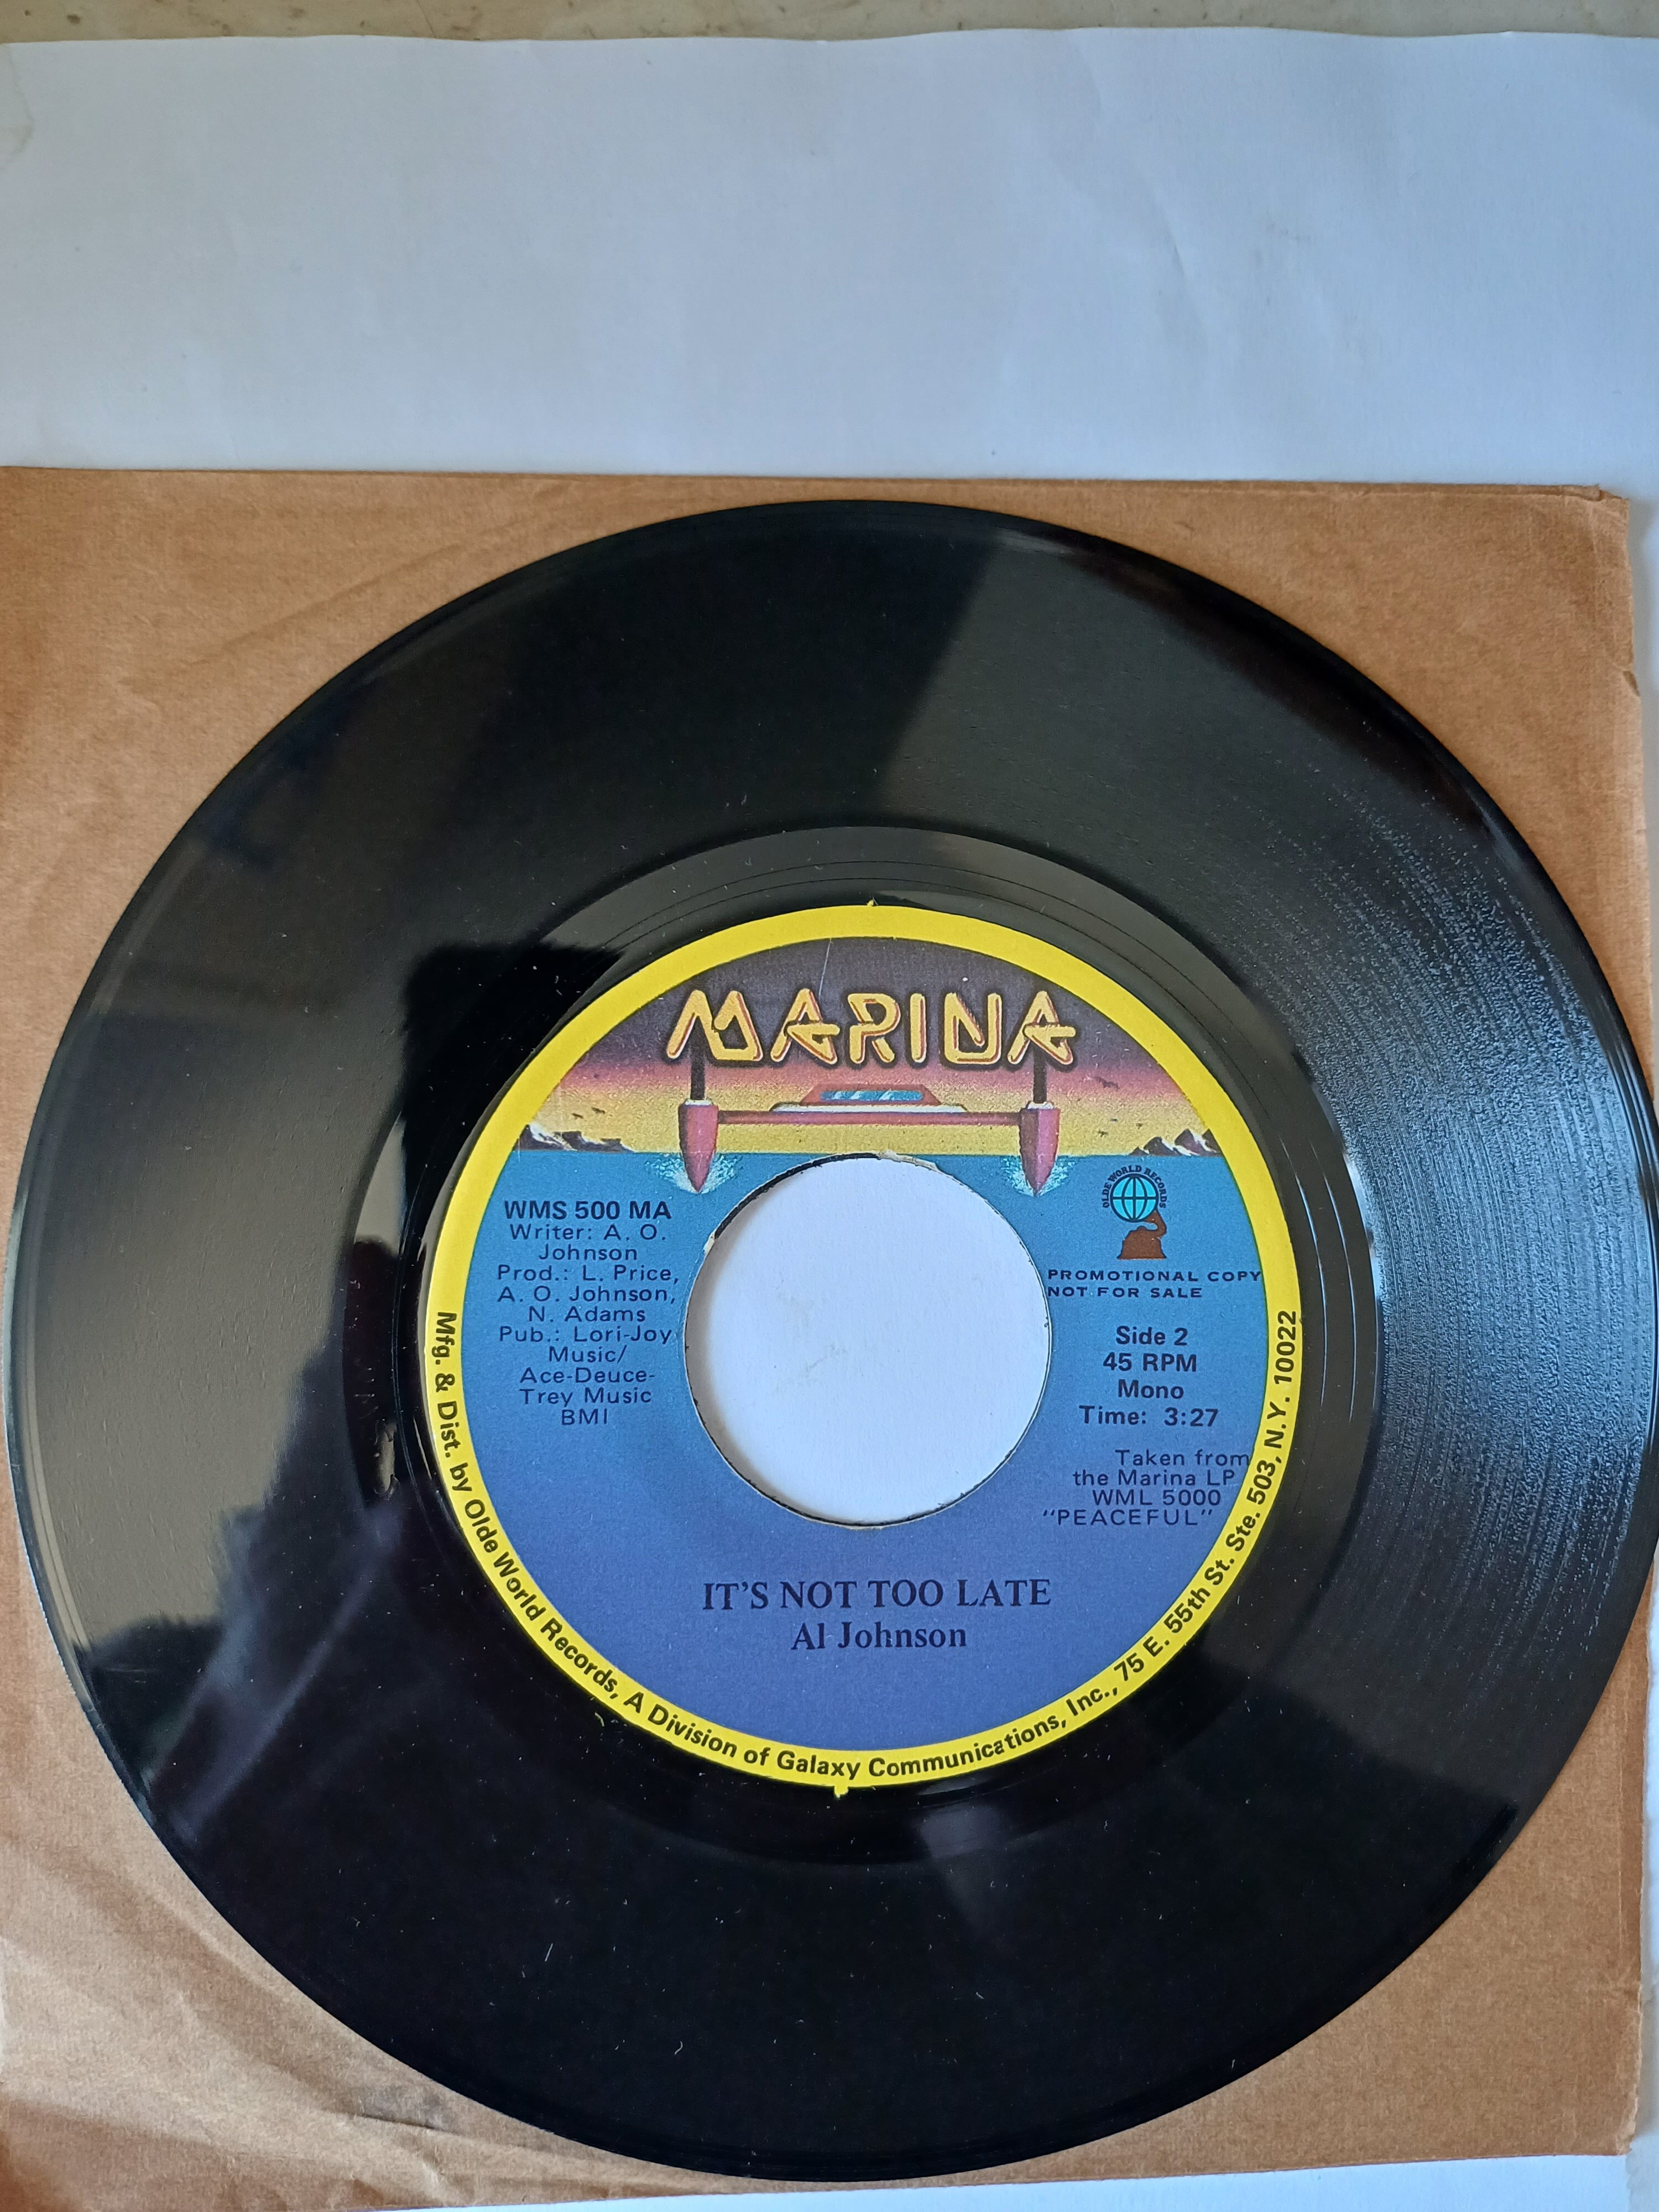 MARINA
WMS 500 MA
Writer: A. O.
Johnson
Prod.: L. Price,
A. O. Johnson,
N. Adams
Pub.: Lori-Joy
Music/
Ace-Deuce-
Trey Music
BMI
OLDE WORLD RECORDS
PROMOTIONAL COPY
NOT FOR SALE
Side 2
45 RPM
Mono
Time: 3:27
Taken from
the Marina LP
WML 5000
"PEACEFUL"
IT'S NOT TOO LATE
Al Johnson
Mfg. & Dist. by Olde World Records, A Division of Galaxy Communications, Inc., 75 E. 55th St. Ste. 503, N.Y. 10022